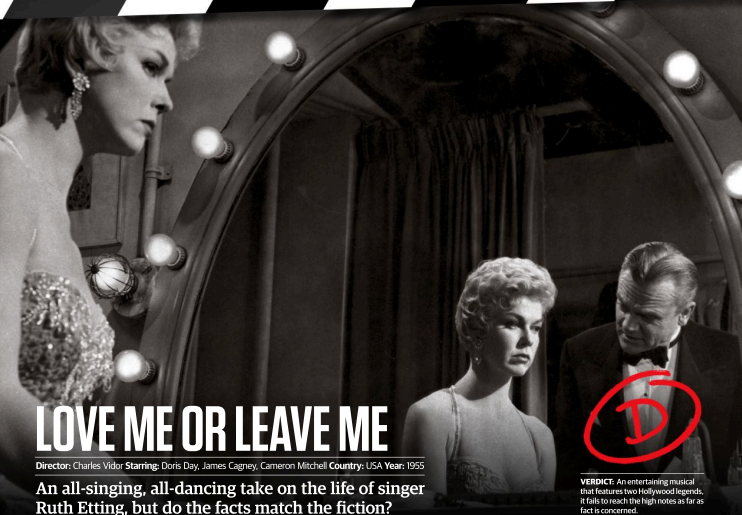 LOVE ME OR LEAVE ME
Director: Charles Vidor Starring: Doris Day, James Cagney, Cameron Mitchell Country: USA Year: 1955
An all-singing, all-dancing take on the life of singer
Ruth Etting, but do the facts match the fiction?
D
VERDICT: An entertaining musical
that features two Hollywood legends,
it fails to reach the high notes as far as
fact is concerned.